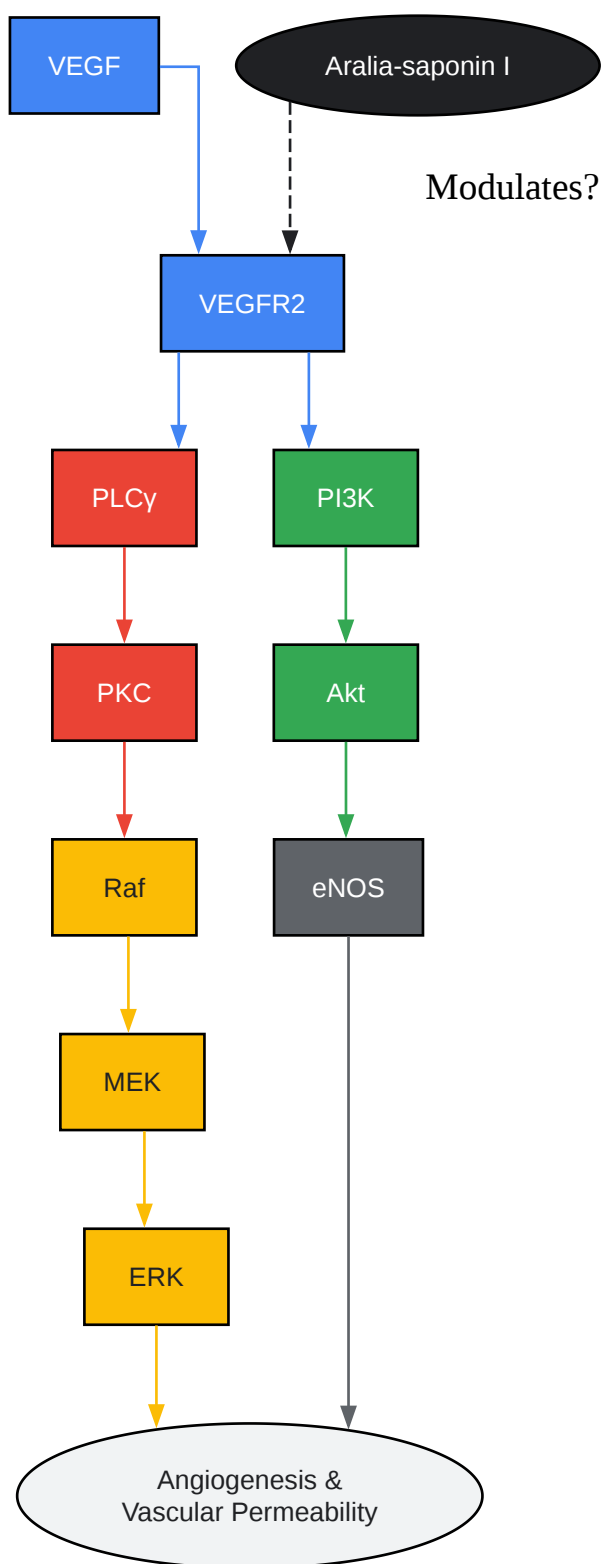 VEGF
Aralia-saponin I
Modulates?
VEGFR2
PLCγ
PI3K
PKC
Akt
Raf
eNOS
MEK
ERK
Angiogenesis &
Vascular Permeability